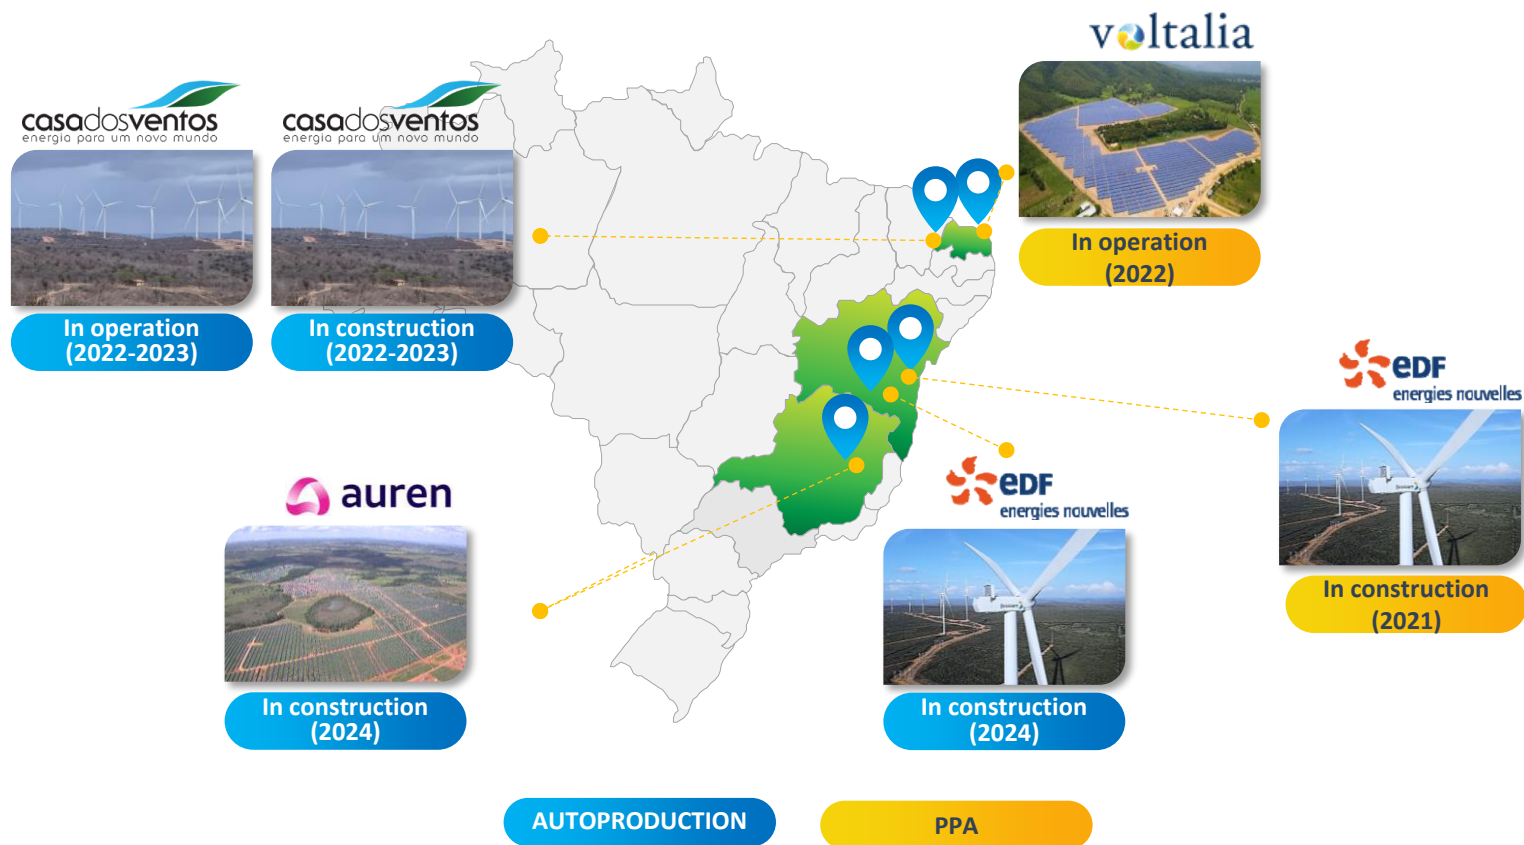 voltalia
casadosventos
energia para um novo mundo
casadosventos
energia para um novo mundo
In operation
(2022)
In operation
(2022-2023)
In construction
(2022-2023)
EDF
energies nouvelles
auren
EDF
energies nouvelles
In construction
(2021)
In construction
(2024)
In construction
(2024)
AUTOPRODUCTION
PPA